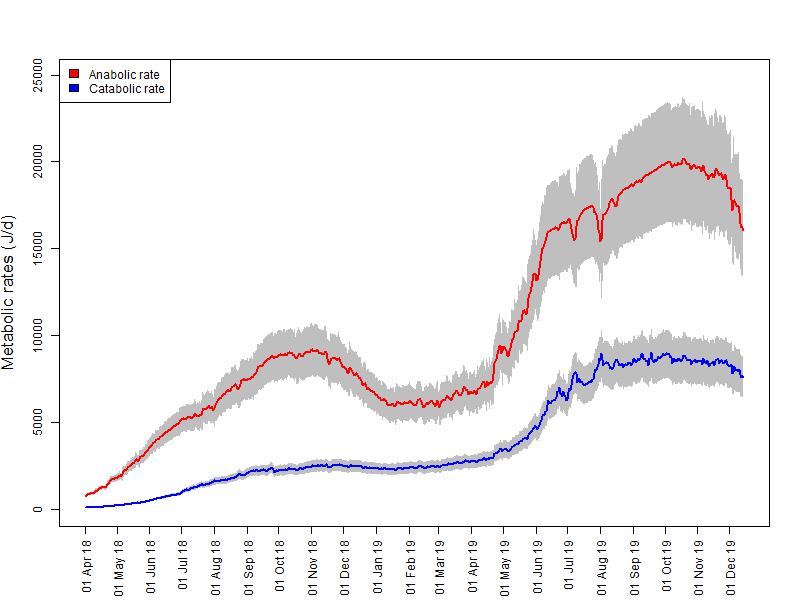 Anabolic rate
Catabolic rate
Metabolic rates (J/d)
25000
20000
15000
10000
5000
0
01 Apr 18
01 May 18
01 Jun 18
01 Jul 18
01 Aug 18
01 Sep 18
01 Oct 18
01 Nov 18
01 Dec 18
01 Jan 19
01 Feb 19
01 Mar 19
01 Apr 19
01 May 19
01 Jun 19
01 Jul 19
01 Aug 19
01 Sep 19
01 Oct 19
01 Nov 19
01 Dec 19